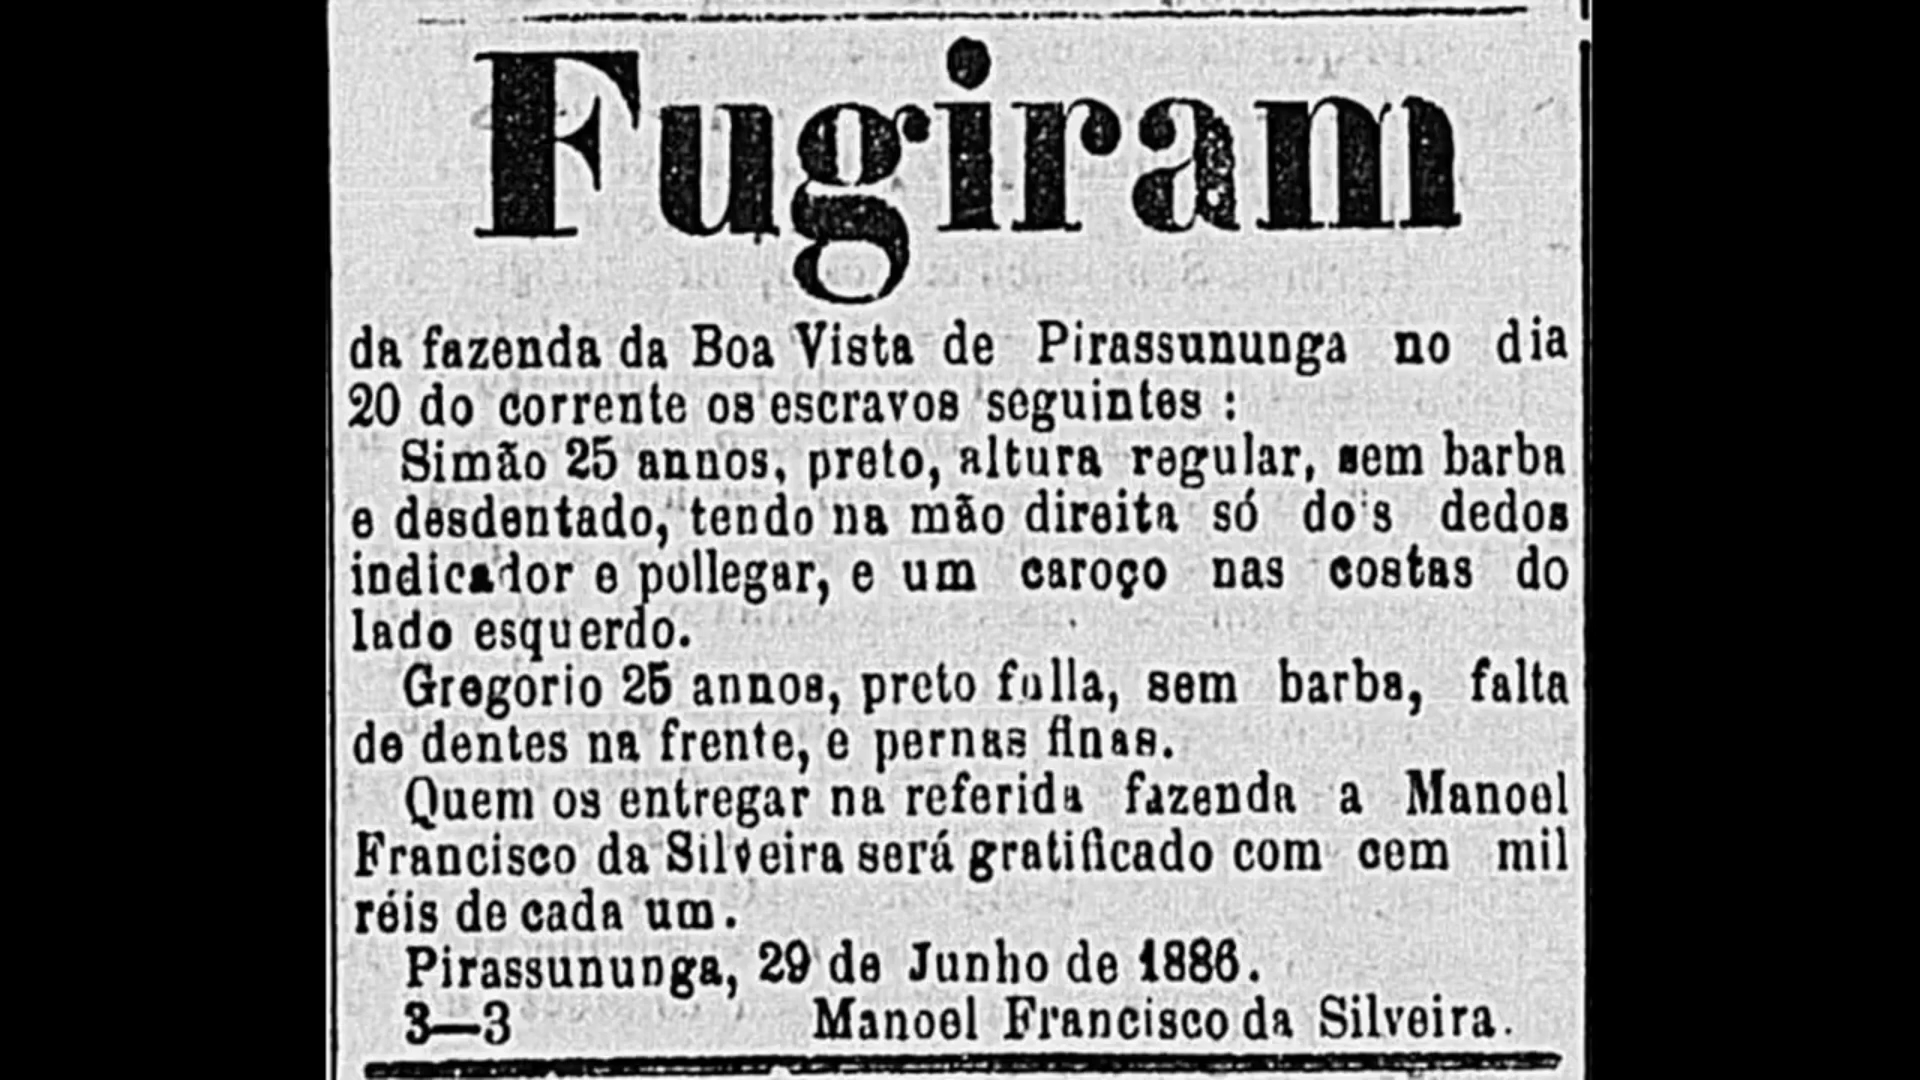 Fugiram
da fazenda da Boa Vista de Pirassununga no dia
20 do corrente os escravos seguintes :
Simão 25 annos, preto, altura regular, sem barba
e desdentado, tendo na mão direita só dois dedos
indicador e pollegar, e um caroço nas costas do
lado esquerdo.
Gregorio 25 annos, preto fulla, sem barba, falta
de dentes na frente, e pernas finas.
Quem os entregar na referida fazenda a Manoel
Francisco da Silveira será gratificado com cem mil
réis de cada um.
Pirassununga, 29 de Junho de 1886.
3—3 Manoel Francisco da Silveira.